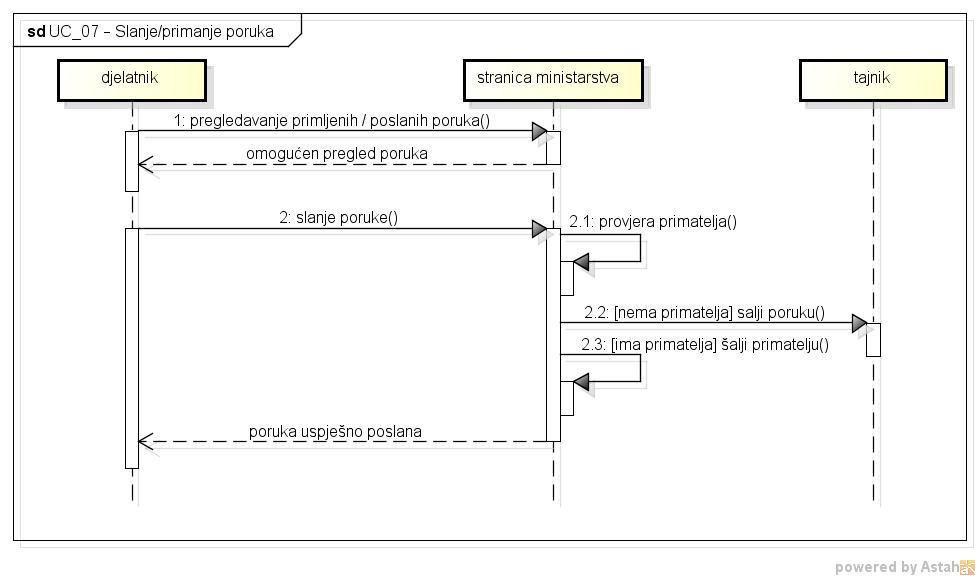 sd UC_07 – Slanje/primanje poruka
djelatnik
stranica ministarstva
tajnik
1: pregledavanje primljenih / poslanih poruka()
omogućen pregled poruka
2: slanje poruke()
2.1: provjera primatelja()
2.2: [nema primatelja] salji poruku()
2.3: [ima primatelja] šalji primatelju()
poruka uspješno poslana
powered by Astah